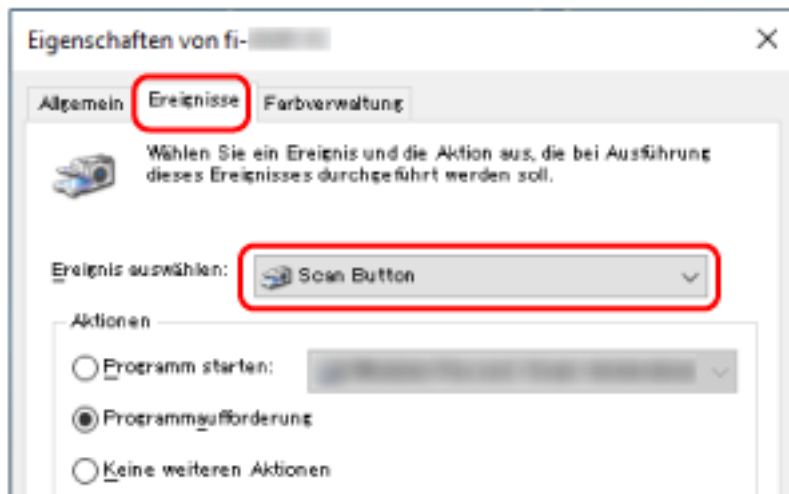 Eigenschaften von fi-
Allgemein Ereignisse Farbverwaltung
Wählen Sie ein Ereignis und die Aktion aus, die bei Ausführung
dieses Ereignisses durchgeführt werden soll.
Ereignis auswählen: Scan Button
Aktionen
Programm starten:
Programmaufforderung
Keine weiteren Aktionen